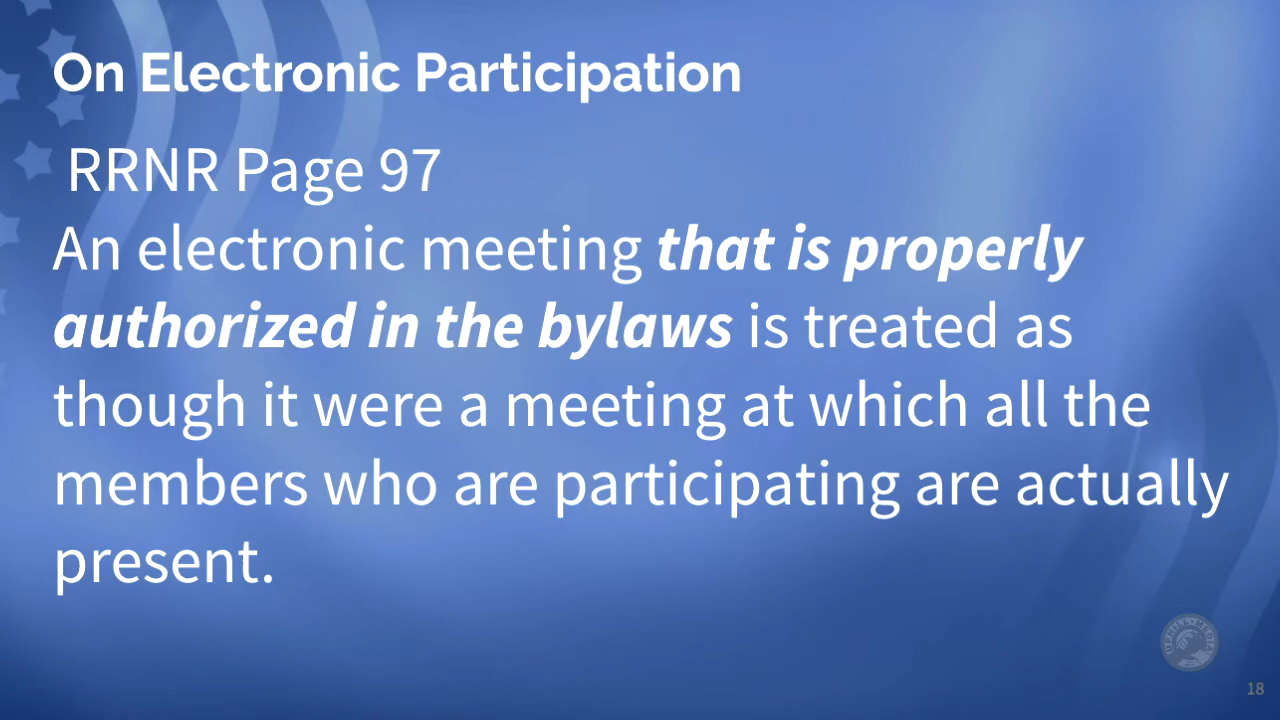 On Electronic Participation
RRNR Page 97
An electronic meeting that is properly
authorized in the bylaws is treated as
though it were a meeting at which all the
members who are participating are actually
present.
18